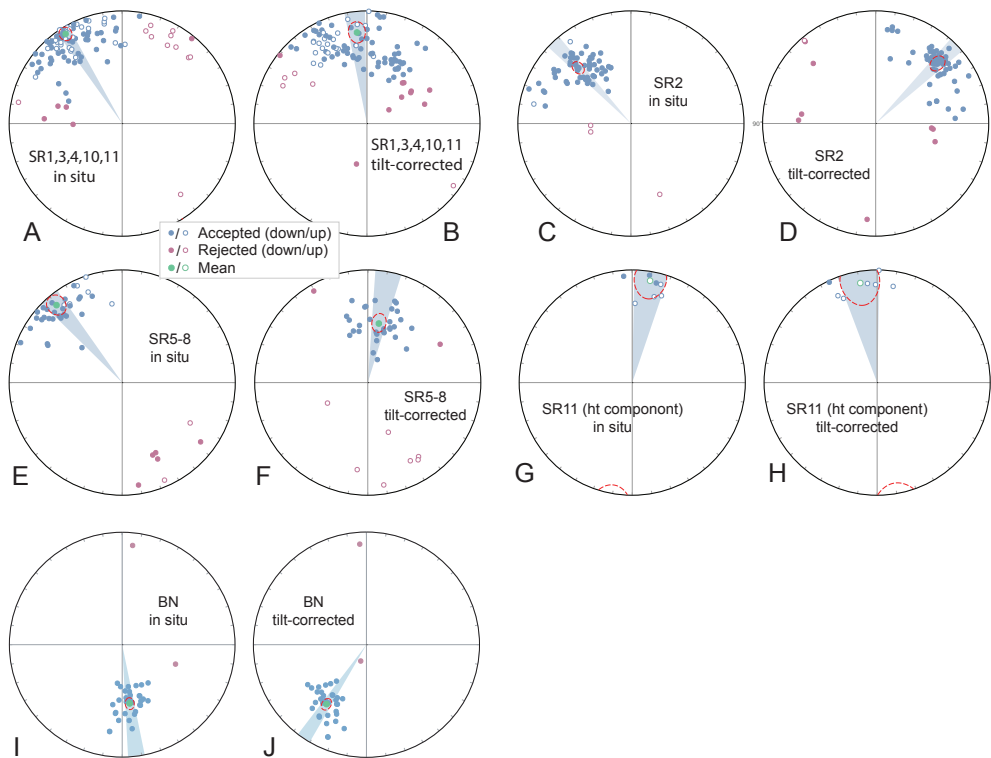 SR1,3,4,10,11
in situ
A
SR1,3,4,10,11
tilt-corrected
B
SR2
in situ
C
90°
SR2
tilt-corrected
D
/ Accepted (down/up)
/ Rejected (down/up)
/ Mean
SR5-8
in situ
E
SR5-8
tilt-corrected
F
SR11 (ht componont)
in situ
G
SR11 (ht component)
tilt-corrected
H
BN
in situ
I
BN
tilt-corrected
J